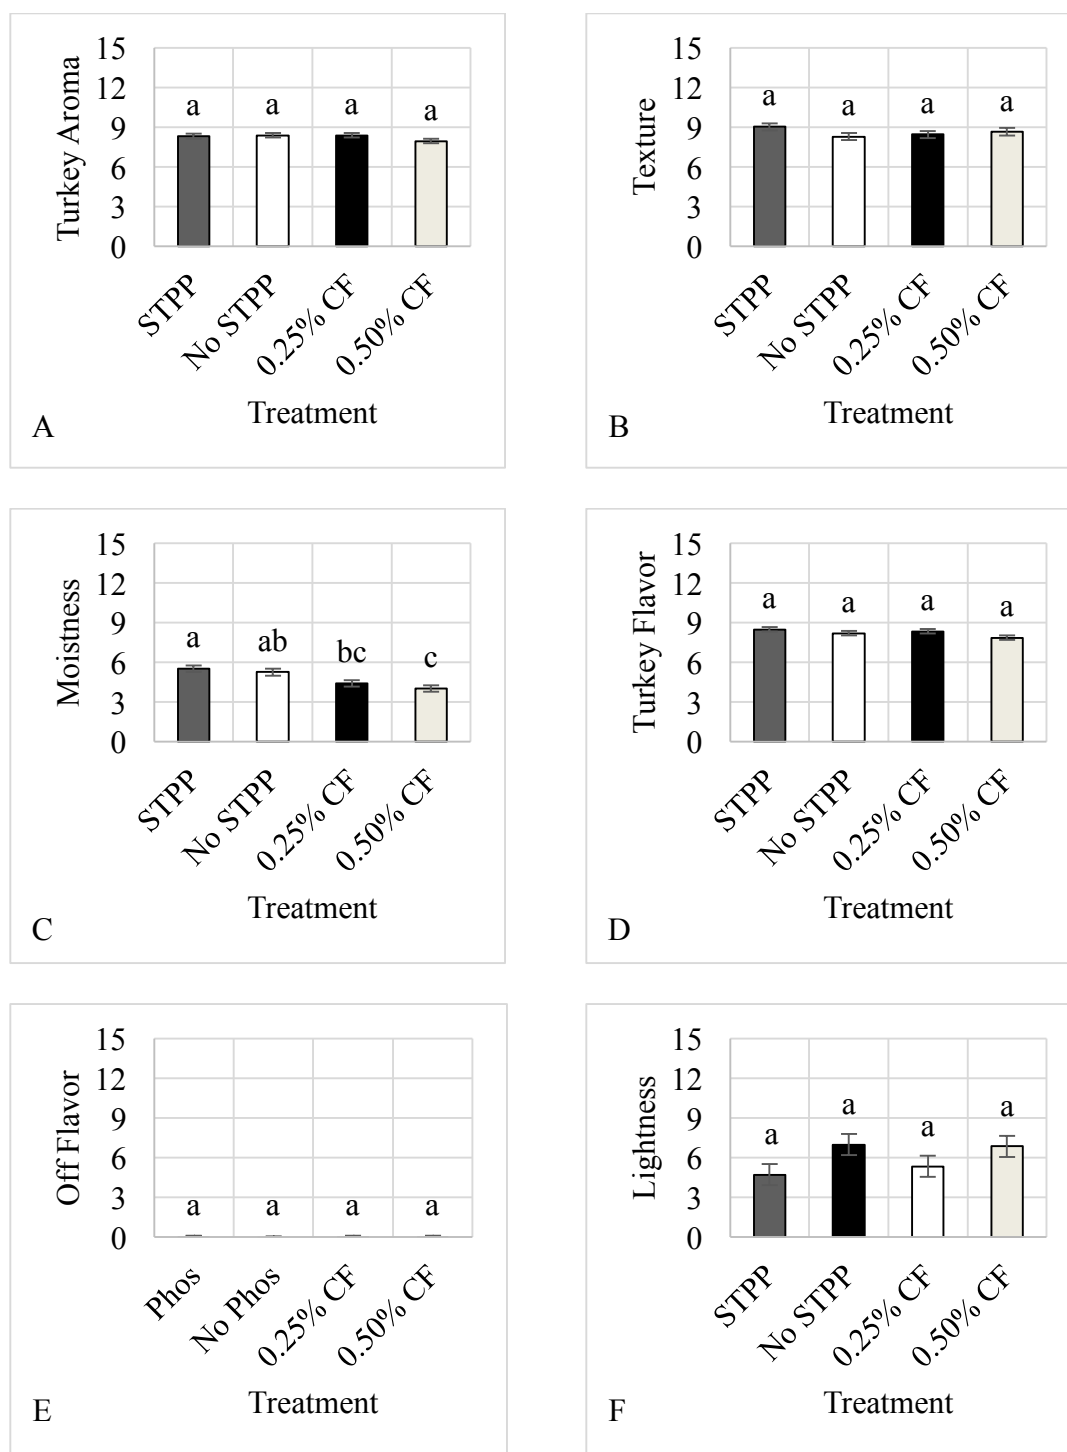 Turkey Aroma
15
12
9
6
3
0
a a a a
STPP
No STPP
0.25% CF
0.50% CF
Treatment
A
Texture
15
12
9
6
3
0
a a a a
STPP
No STPP
0.25% CF
0.50% CF
Treatment
B
Moistness
15
12
9
6
3
0
a ab bc c
STPP
No STPP
0.25% CF
0.50% CF
Treatment
C
Turkey Flavor
15
12
9
6
3
0
a a a a
STPP
No STPP
0.25% CF
0.50% CF
Treatment
D
Off Flavor
15
12
9
6
3
0
a a a a
Phos
No Phos
0.25% CF
0.50% CF
Treatment
E
Lightness
15
12
9
6
3
0
a a a a
STPP
No STPP
0.25% CF
0.50% CF
Treatment
F